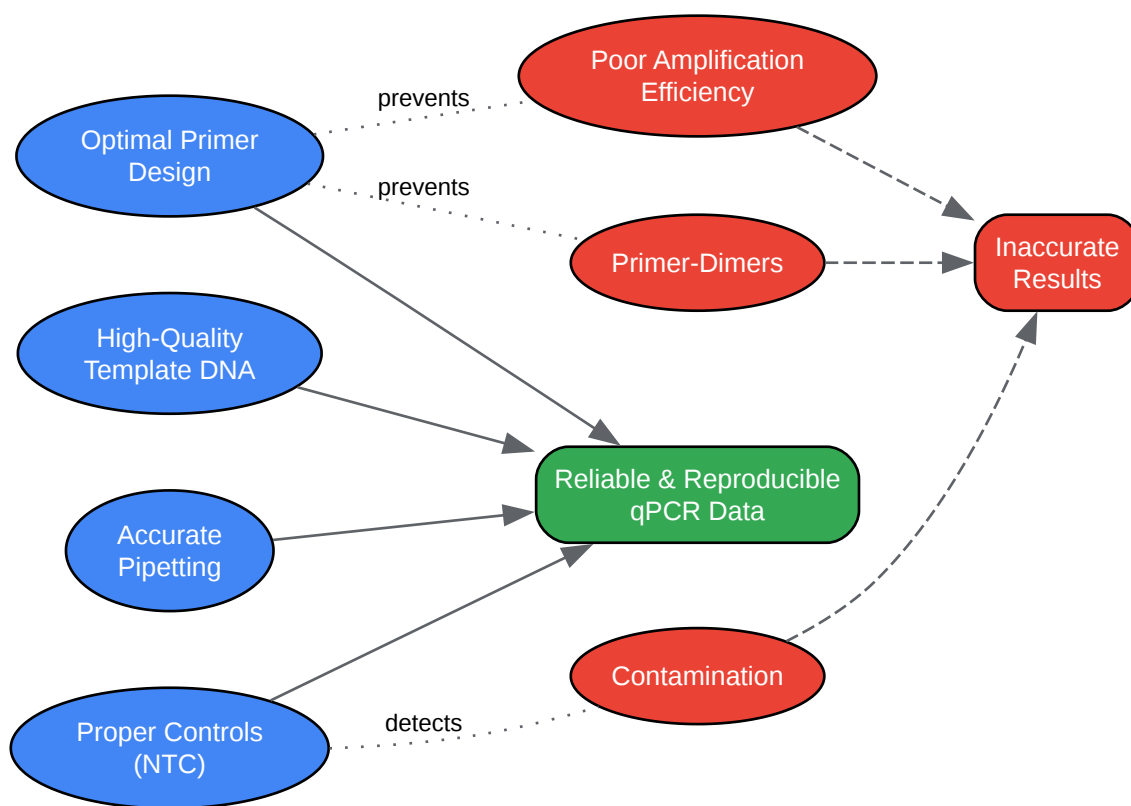 Poor Amplification
Efficiency
prevents
Optimal Primer
Design
prevents
Primer-Dimers
Inaccurate
Results
High-Quality
Template DNA
Reliable & Reproducible
qPCR Data
Accurate
Pipetting
Contamination
detects
Proper Controls
(NTC)